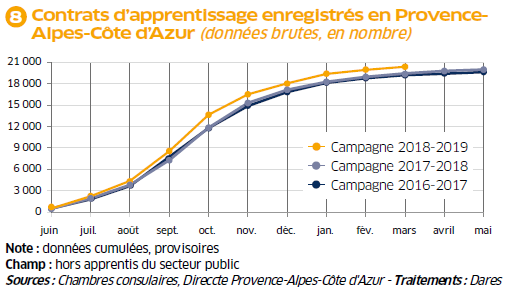 8 Contrats d'apprentissage enregistrés en Provence-
Alpes-Côte d'Azur (données brutes, en nombre)
21 000
18 000
15 000
12 000
9 000
6 000
3 000
0
Campagne 2018-2019
Campagne 2017-2018
Campagne 2016-2017
juin juil. août sept. oct. nov. déc. jan. fév. mars avril mai
Note : données cumulées, provisoires
Champ : hors apprentis du secteur public
Sources : Chambres consulaires, Direccte Provence-Alpes-Côte d'Azur - Traitements : Dares